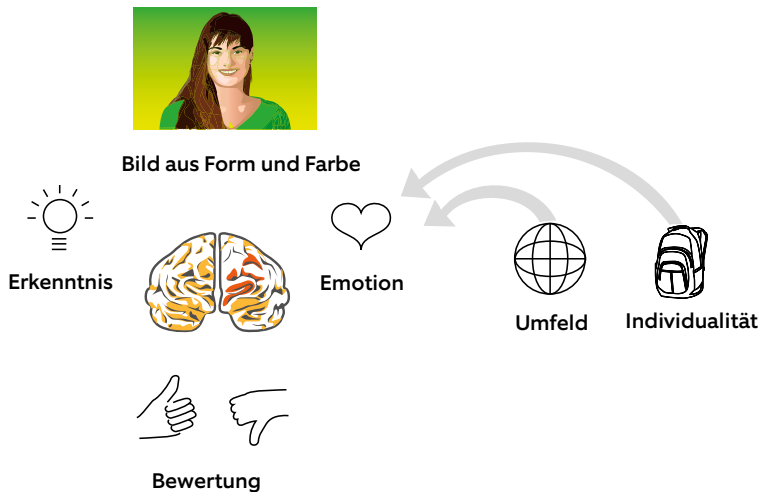 Bild aus Form und Farbe
Erkenntnis
Emotion
Umfeld
Individualität
Bewertung